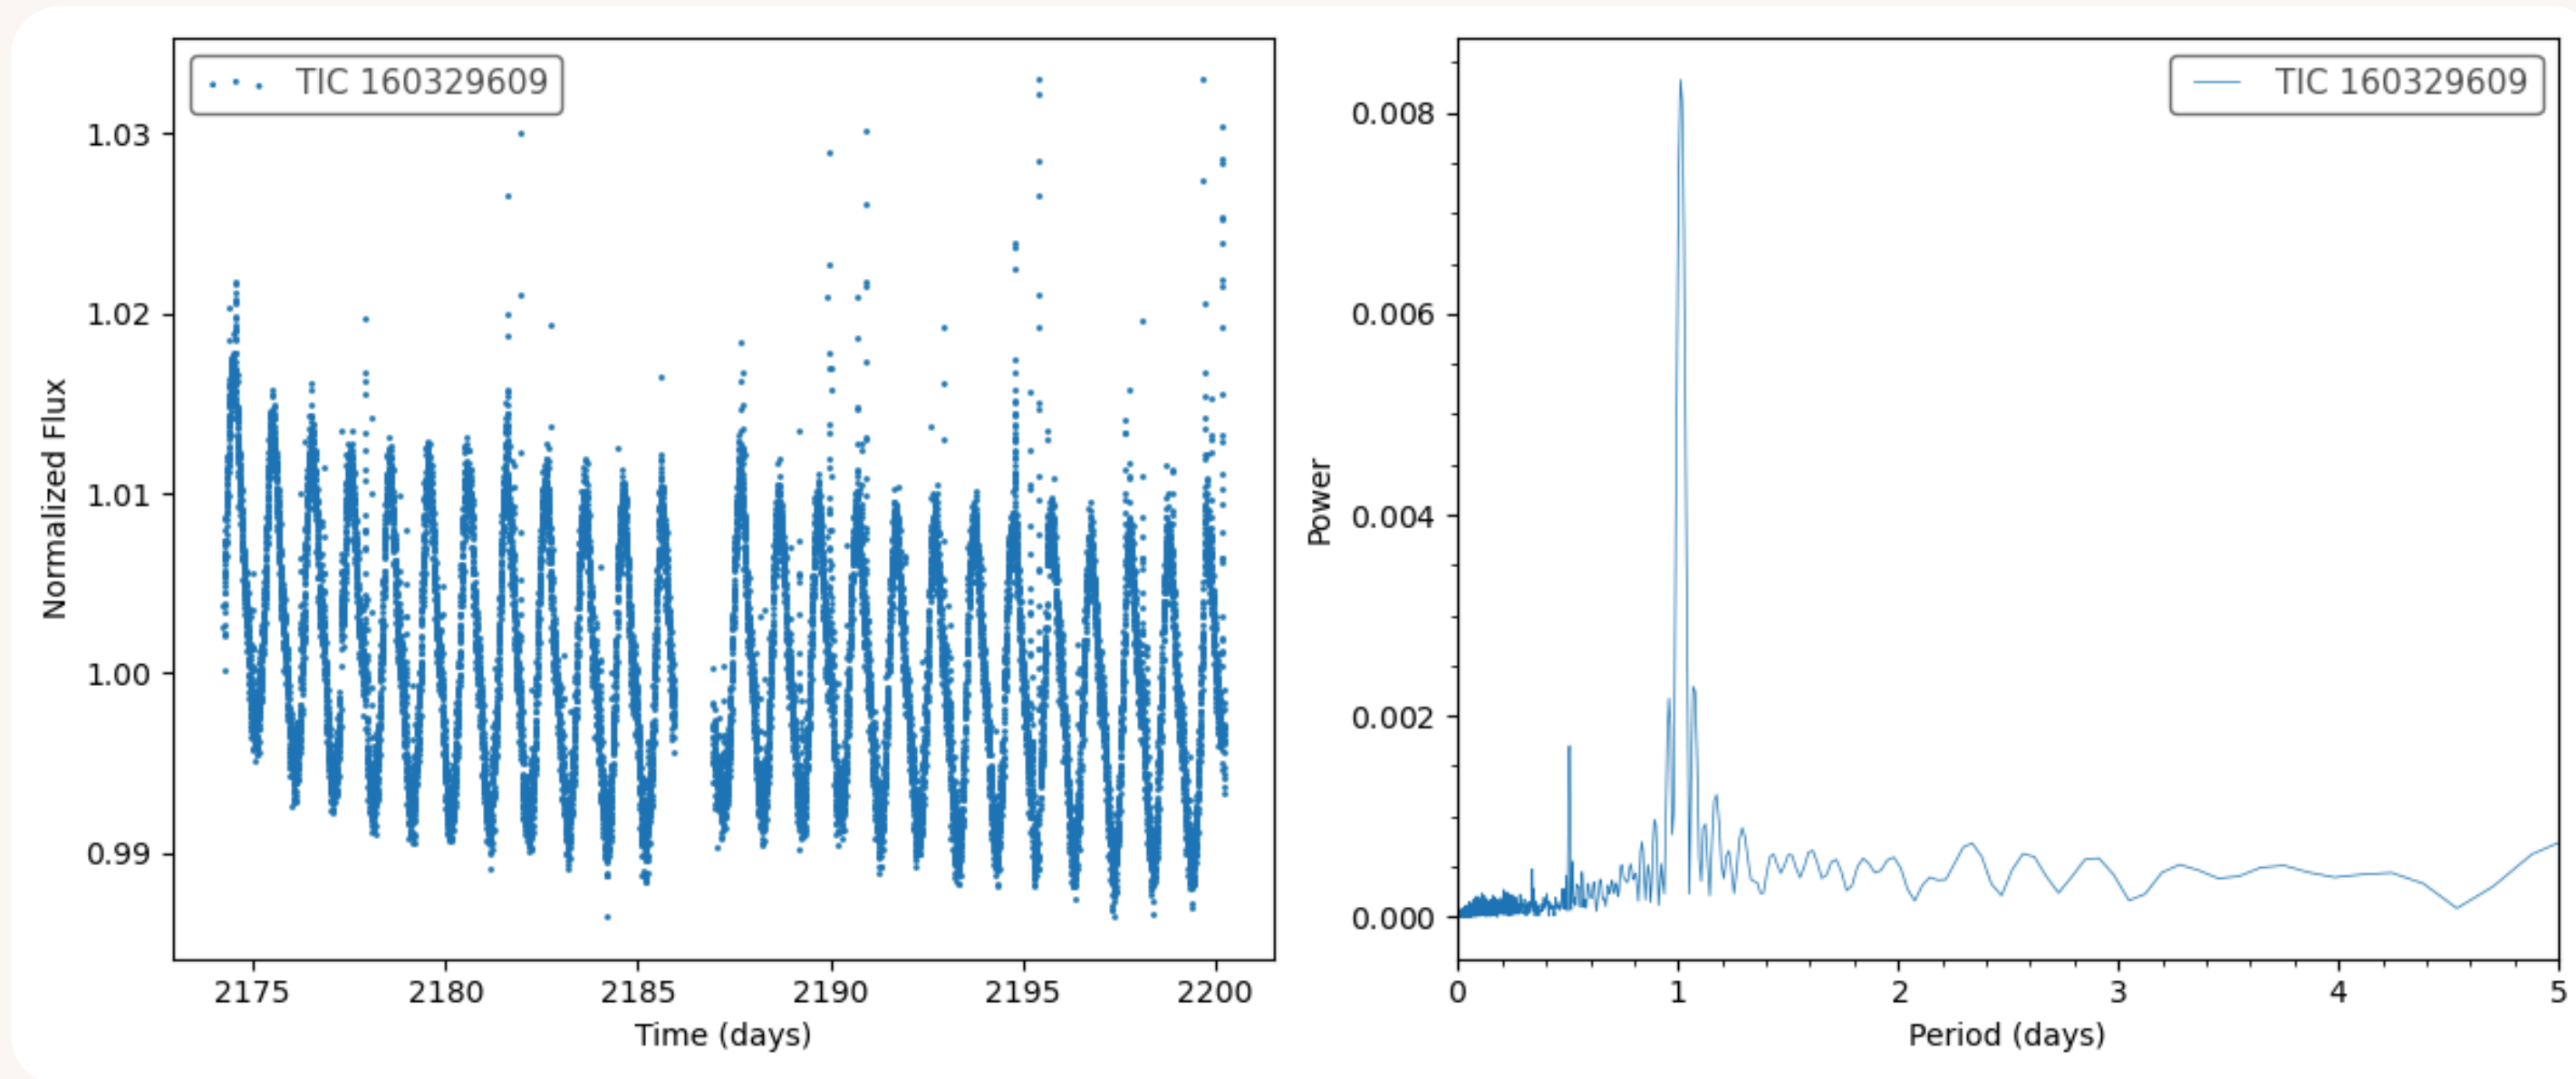 TIC 160329609
1.03
1.02
1.01
1.00
0.99
Normalized Flux
2175 2180 2185 2190 2195 2200
Time (days)
TIC 160329609
0.008
0.006
0.004
0.002
0.000
Power
0 1 2 3 4 5
Period (days)